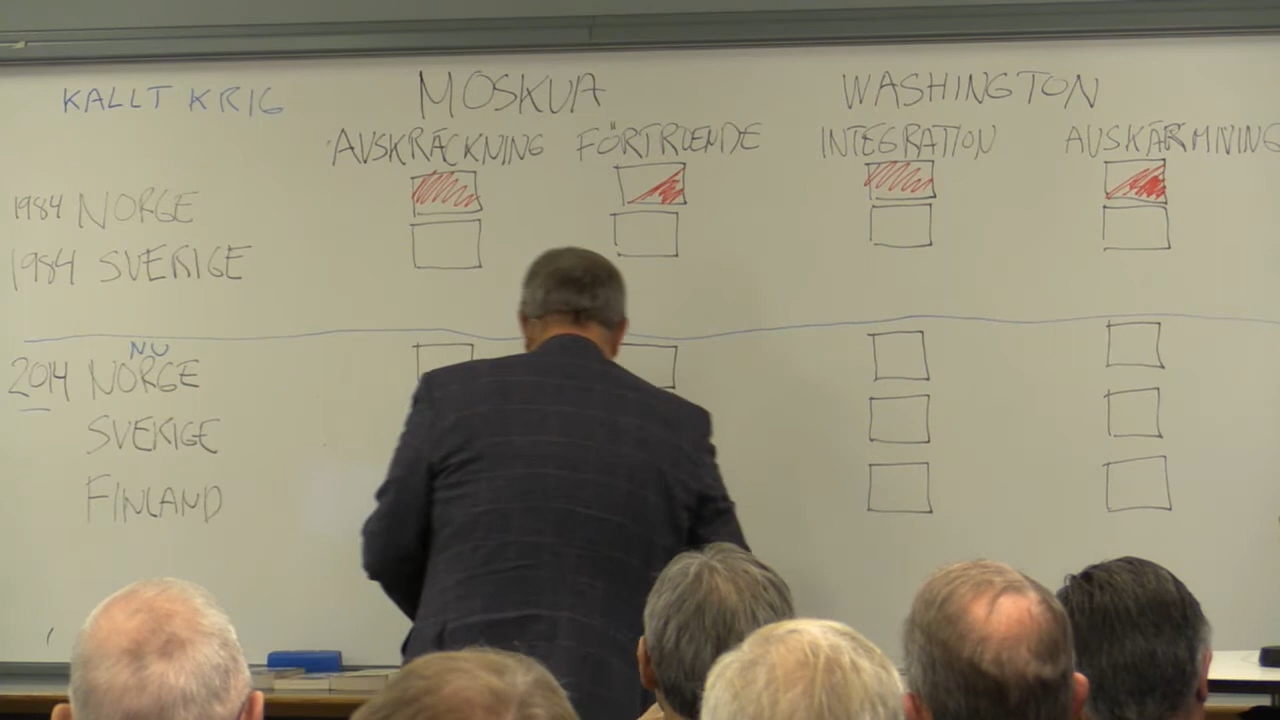 KALLT KRIG
MOSKVA WASHINGTON
AVSKRÄCKNING FÖRTROENDE INTEGRATION AVSKÄRMNING
1984 NORGE
1984 SVERIGE
NU
2014 NORGE
SVERIGE
FINLAND